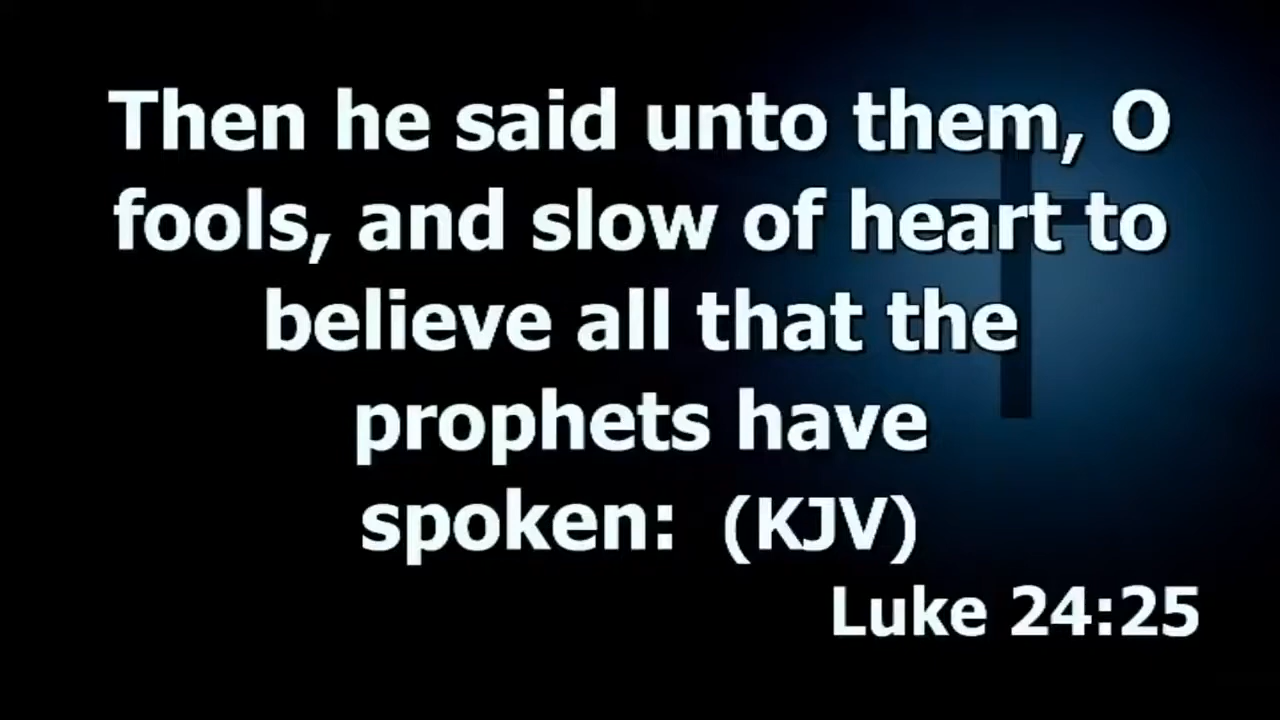 Then he said unto them, O
fools, and slow of heart to
believe all that the
prophets have
spoken: (KJV)
Luke 24:25